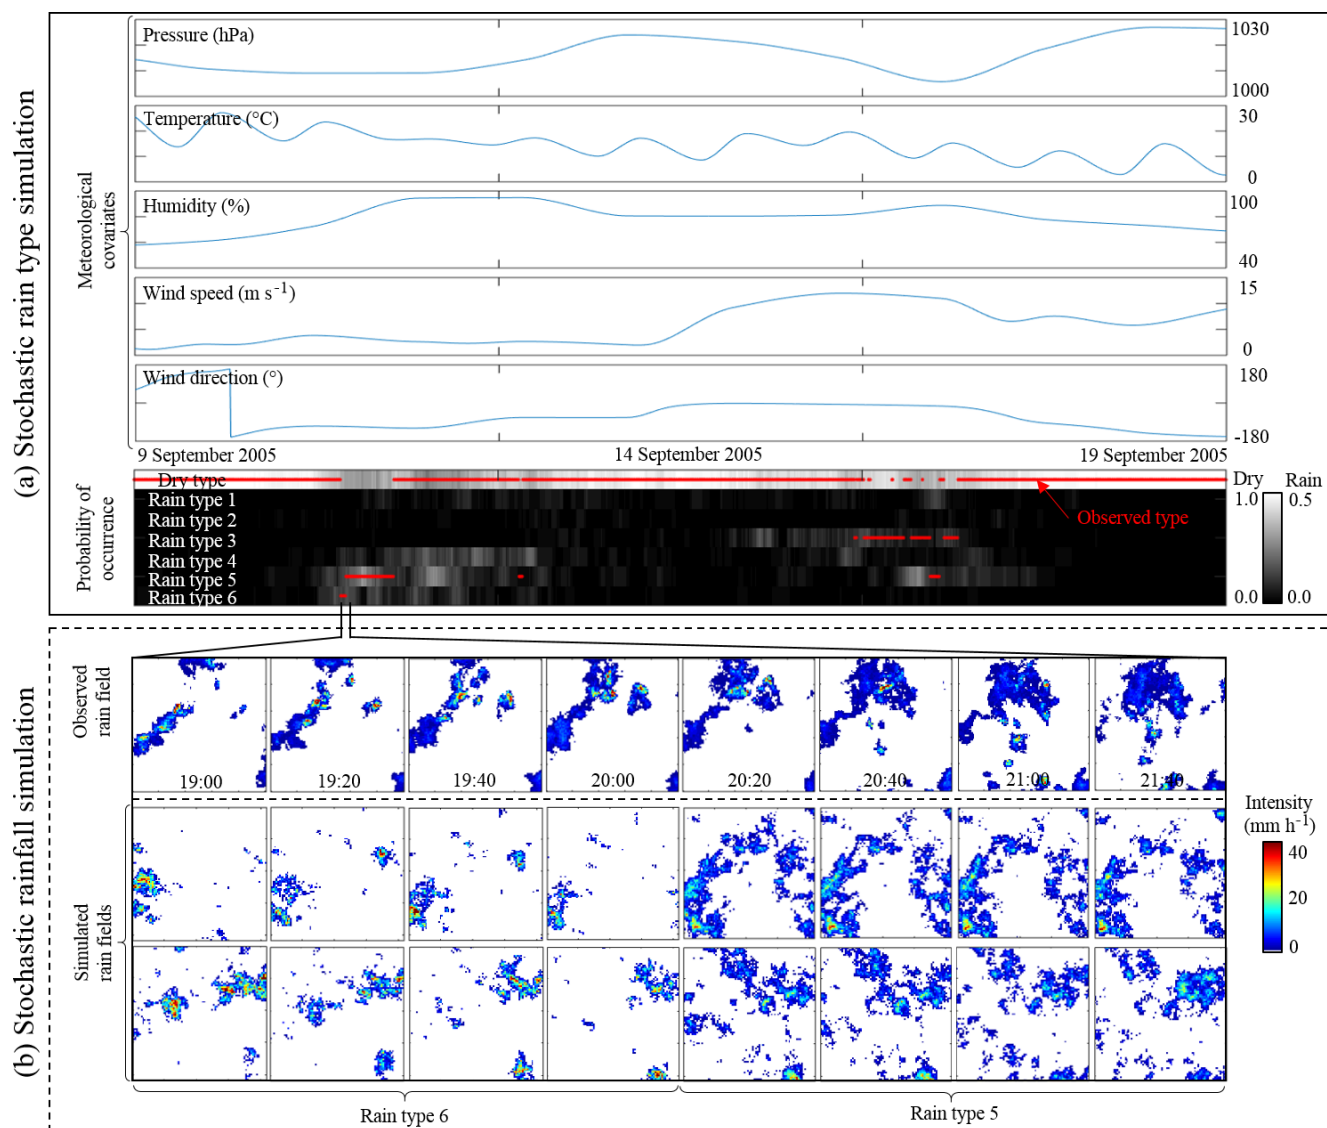 (a) Stochastic rain type simulation
Meteorological
covariates
Pressure (hPa)
1030
1000
Temperature (°C)
30
0
Humidity (%)
100
40
Wind speed (m s⁻¹)
15
0
Wind direction (°)
180
-180
9 September 2005
14 September 2005
19 September 2005
Probability of
occurrence
Dry type
Rain type 1
Rain type 2
Rain type 3
Rain type 4
Rain type 5
Rain type 6
Observed type
Dry Rain
1.0 0.5
0.0 0.0
(b) Stochastic rainfall simulation
Observed
rain field
19:00 19:20 19:40 20:00 20:20 20:40 21:00 21:40
Simulated
rain fields
Intensity
(mm h⁻¹)
40
20
0
Rain type 6
Rain type 5